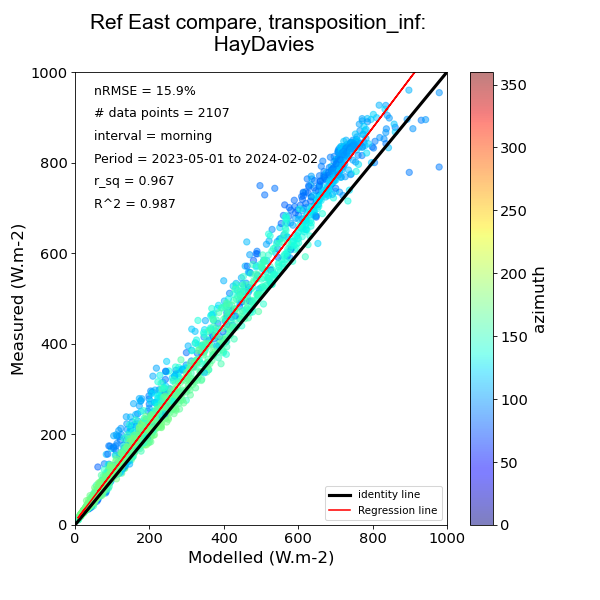 Ref East compare, transposition_inf:
HayDavies
nRMSE = 15.9%
# data points = 2107
interval = morning
Period = 2023-05-01 to 2024-02-02
r_sq = 0.967
R^2 = 0.987
1000
800
600
400
200
0
Measured (W.m-2)
0 200 400 600 800 1000
Modelled (W.m-2)
identity line
Regression line
350
300
250
200
150
100
50
0
azimuth